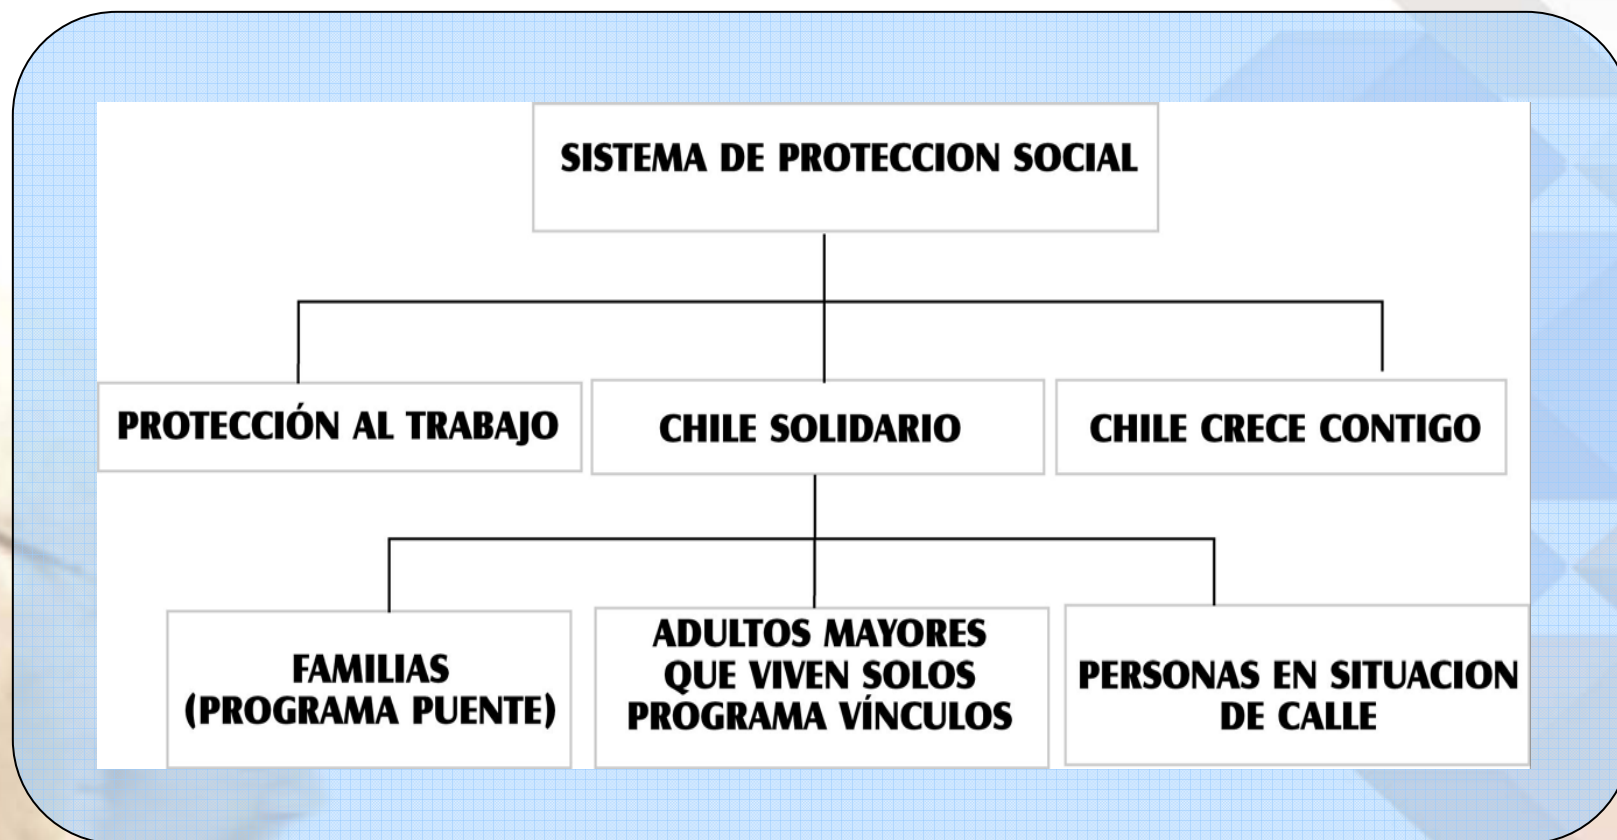 SISTEMA DE PROTECCION SOCIAL
PROTECCIÓN AL TRABAJO
CHILE SOLIDARIO
CHILE CRECE CONTIGO
FAMILIAS
(PROGRAMA PUENTE)
ADULTOS MAYORES
QUE VIVEN SOLOS
PROGRAMA VÍNCULOS
PERSONAS EN SITUACION
DE CALLE